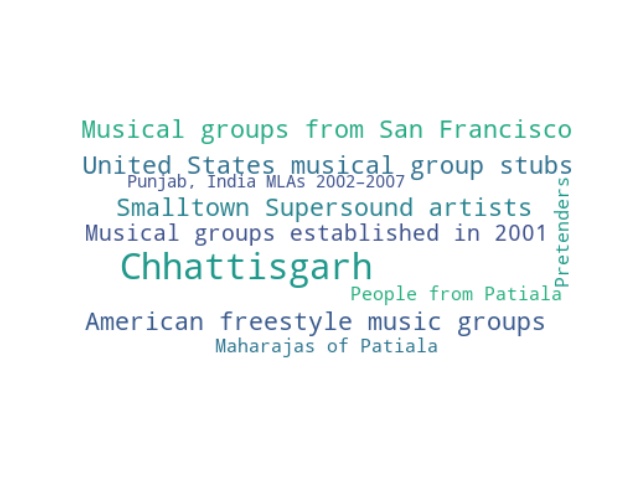 Musical groups from San Francisco
United States musical group stubs
Punjab, India MLAs 2002–2007
Smalltown Supersound artists
Pretenders
Musical groups established in 2001
Chhattisgarh
People from Patiala
American freestyle music groups
Maharajas of Patiala